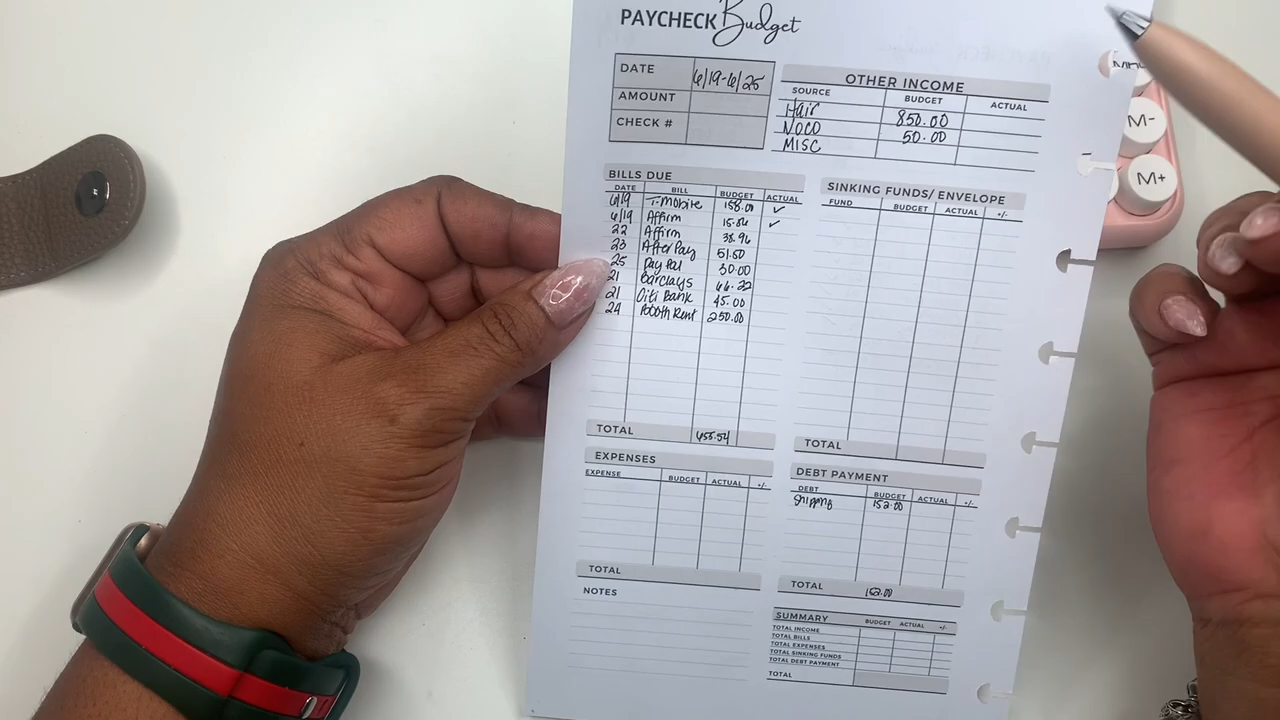 PAYCHECK Budget
DATE 6/19-6/25
AMOUNT
CHECK #
OTHER INCOME
SOURCE BUDGET ACTUAL
Hair 850.00
NOCO 50.00
MISC
BILLS DUE
DATE BILL BUDGET ACTUAL
6/19 T-Mobile 158.00 ✓
6/19 Affirm 15.86 ✓
22 Affirm 38.96
23 AfterPay 51.50
25 PayPal 30.00
21 Barclays 66.22
21 Citi Bank 45.00
24 Booth Rent 250.00
TOTAL 655.54
SINKING FUNDS/ ENVELOPE
FUND BUDGET ACTUAL +/-
TOTAL
EXPENSES
EXPENSE BUDGET ACTUAL +/-
TOTAL
NOTES
DEBT PAYMENT
DEBT BUDGET ACTUAL +/-
Shipping 152.00
TOTAL 152.00
SUMMARY BUDGET ACTUAL +/-
TOTAL INCOME
TOTAL BILLS
TOTAL EXPENSES
TOTAL SINKING FUNDS
TOTAL DEBT PAYMENT
TOTAL
M-
M+